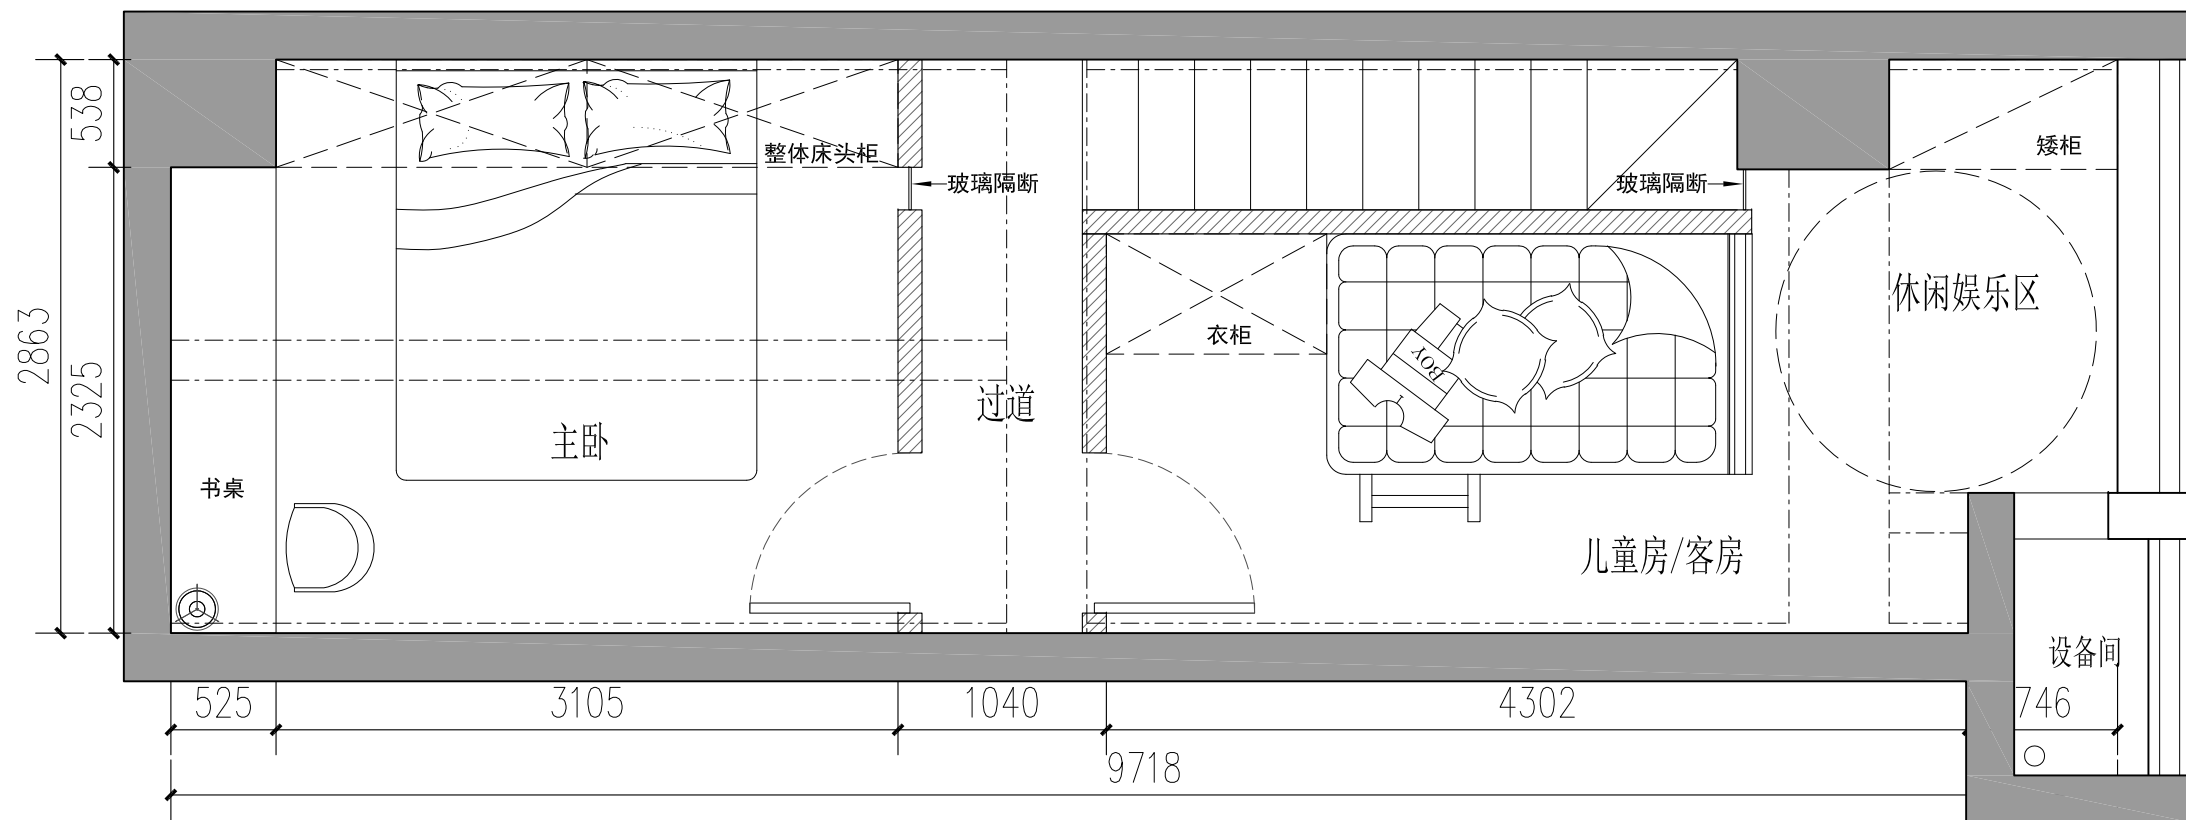 538
整体床头柜
矮柜
玻璃隔断
玻璃隔断
休闲娱乐区
衣柜
2863
2325
BOY
过道
主卧
书桌
儿童房/客房
设备间
525
3105
1040
4302
746
9718